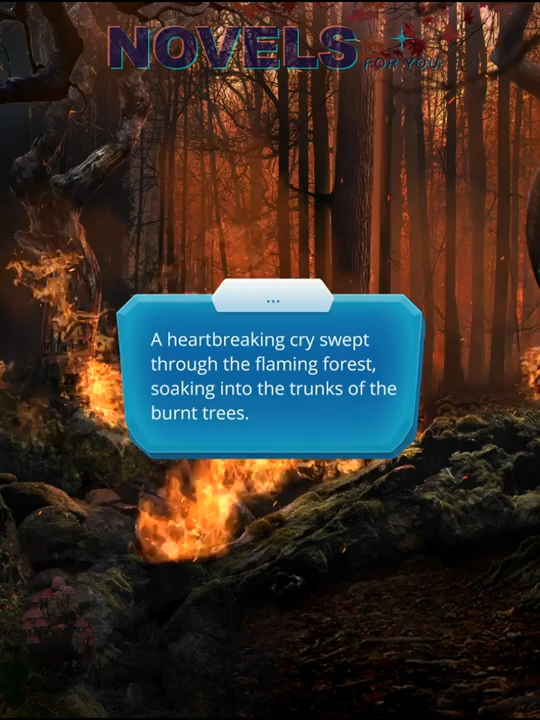 NOVELS
FOR YOU
...
A heartbreaking cry swept
through the flaming forest,
soaking into the trunks of the
burnt trees.